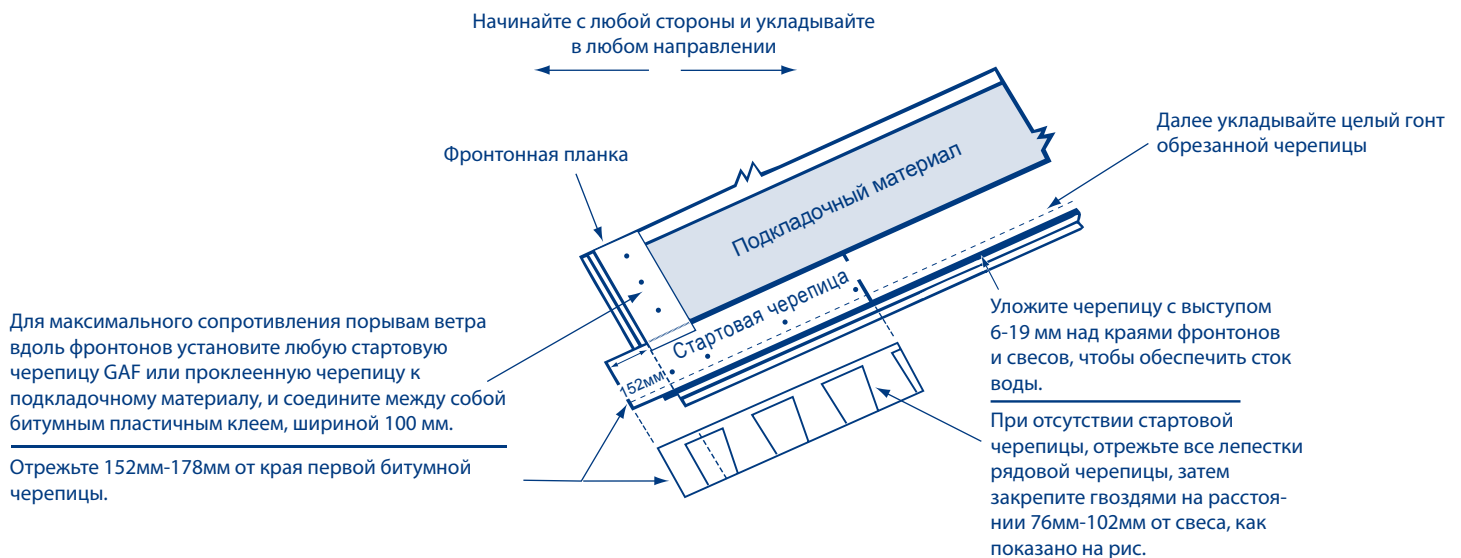 Начинайте с любой стороны и укладывайте
в любом направлении
Далее укладывайте целый гонт
обрезанной черепицы
Фронтонная планка
Подкладочный материал
Стартовая черепица
152мм
Для максимального сопротивления порывам ветра
вдоль фронтонов установите любую стартовую
черепицу GAF или проклеенную черепицу к
подкладочному материалу, и соедините между собой
битумным пластичным клеем, шириной 100 мм.
Отрежьте 152мм-178мм от края первой битумной
черепицы.
Уложите черепицу с выступом
6-19 мм над краями фронтонов
и свесов, чтобы обеспечить сток
воды.
При отсутствии стартовой
черепицы, отрежьте все лепестки
рядовой черепицы, затем
закрепите гвоздями на расстоя-
нии 76мм-102мм от свеса, как
показано на рис.